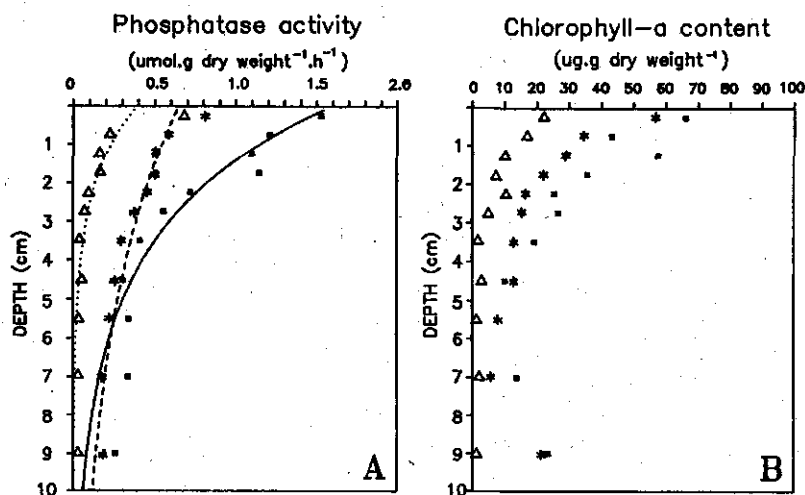 Phosphatase activity
(umol.g dry weight⁻¹.h⁻¹)
0 0.5 1.0 1.5 2.0
DEPTH (cm)
1
2
3
4
5
6
7
8
9
10
A
Chlorophyll-a content
(ug.g dry weight⁻¹)
0 10 20 30 40 50 60 70 80 90 100
DEPTH (cm)
1
2
3
4
5
6
7
8
9
10
B